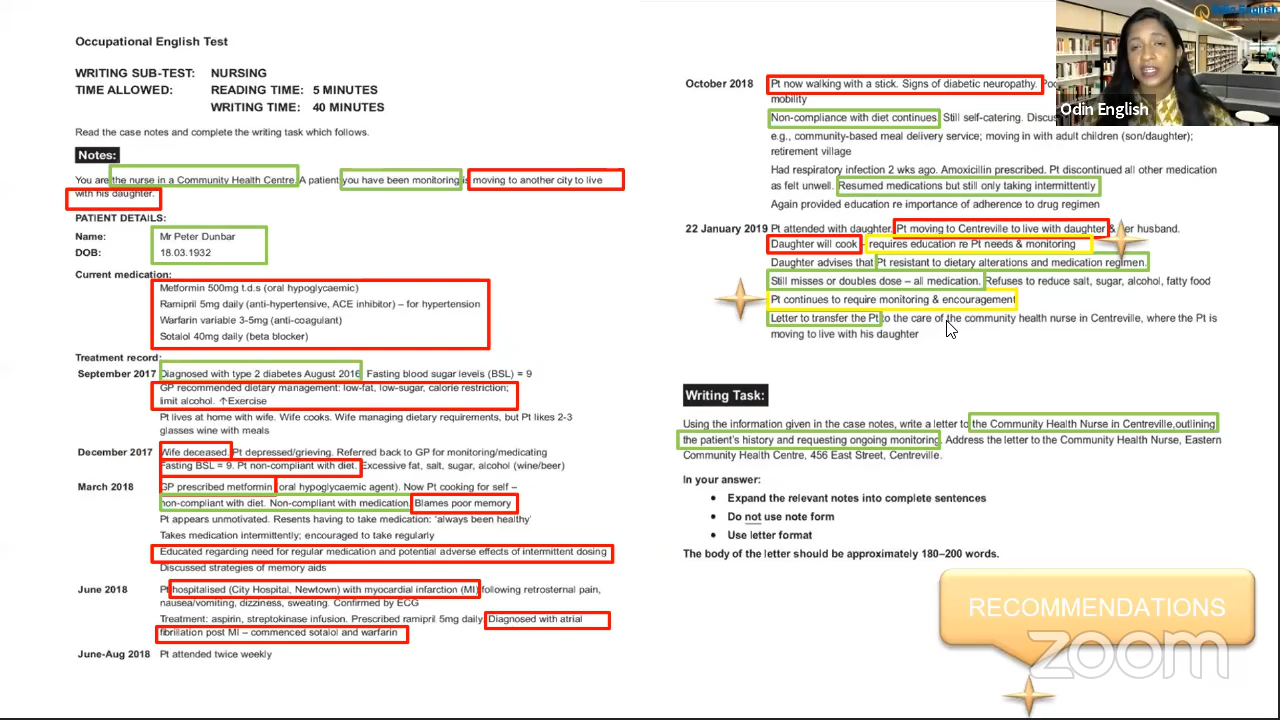 Occupational English Test
WRITING SUB-TEST: NURSING
TIME ALLOWED: READING TIME: 5 MINUTES
WRITING TIME: 40 MINUTES
Read the case notes and complete the writing task which follows.
Notes:
You are the nurse in a Community Health Centre. A patient you have been monitoring is moving to another city to live
with his daughter.
PATIENT DETAILS:
Name: Mr Peter Dunbar
DOB: 18.03.1932
Current medication:
Metformin 500mg t.d.s (oral hypoglycaemic)
Ramipril 5mg daily (anti-hypertensive, ACE inhibitor) – for hypertension
Warfarin variable 3-5mg (anti-coagulant)
Sotalol 40mg daily (beta blocker)
Treatment record:
September 2017 Diagnosed with type 2 diabetes August 2016. Fasting blood sugar levels (BSL) = 9
GP recommended dietary management: low-fat, low-sugar, calorie restriction;
limit alcohol. ↑Exercise
Pt lives at home with wife. Wife cooks. Wife managing dietary requirements, but Pt likes 2-3
glasses wine with meals
December 2017 Wife deceased. Pt depressed/grieving. Referred back to GP for monitoring/medicating
Fasting BSL = 9. Pt non-compliant with diet. Excessive fat, salt, sugar, alcohol (wine/beer)
March 2018 GP prescribed metformin (oral hypoglycaemic agent). Now Pt cooking for self –
non-compliant with diet. Non-compliant with medication. Blames poor memory
Pt appears unmotivated. Resents having to take medication: 'always been healthy'
Takes medication intermittently; encouraged to take regularly
Educated regarding need for regular medication and potential adverse effects of intermittent dosing
Discussed strategies of memory aids
June 2018 Pt hospitalised (City Hospital, Newtown) with myocardial infarction (MI) following retrosternal pain,
nausea/vomiting, dizziness, sweating. Confirmed by ECG
Treatment: aspirin, streptokinase infusion. Prescribed ramipril 5mg daily. Diagnosed with atrial
fibrillation post MI – commenced sotalol and warfarin
June-Aug 2018 Pt attended twice weekly
October 2018 Pt now walking with a stick. Signs of diabetic neuropathy.
mobility
Non-compliance with diet continues. Still self-catering.
e.g., community-based meal delivery service; moving in with adult children (son/daughter);
retirement village
Had respiratory infection 2 wks ago. Amoxicillin prescribed. Pt discontinued all other medication
as felt unwell. Resumed medications but still only taking intermittently
Again provided education re importance of adherence to drug regimen
22 January 2019 Pt attended with daughter. Pt moving to Centreville to live with daughter & her husband.
Daughter will cook – requires education re Pt needs & monitoring
Daughter advises that Pt resistant to dietary alterations and medication regimen.
Still misses or doubles dose – all medication. Refuses to reduce salt, sugar, alcohol, fatty food
Pt continues to require monitoring & encouragement
Letter to transfer the Pt to the care of the community health nurse in Centreville, where the Pt is
moving to live with his daughter
Writing Task:
Using the information given in the case notes, write a letter to the Community Health Nurse in Centreville, outlining
the patient's history and requesting ongoing monitoring. Address the letter to the Community Health Nurse, Eastern
Community Health Centre, 456 East Street, Centreville.
In your answer:
• Expand the relevant notes into complete sentences
• Do not use note form
• Use letter format
The body of the letter should be approximately 180–200 words.
RECOMMENDATIONS
zoom
Odin English
Odin English